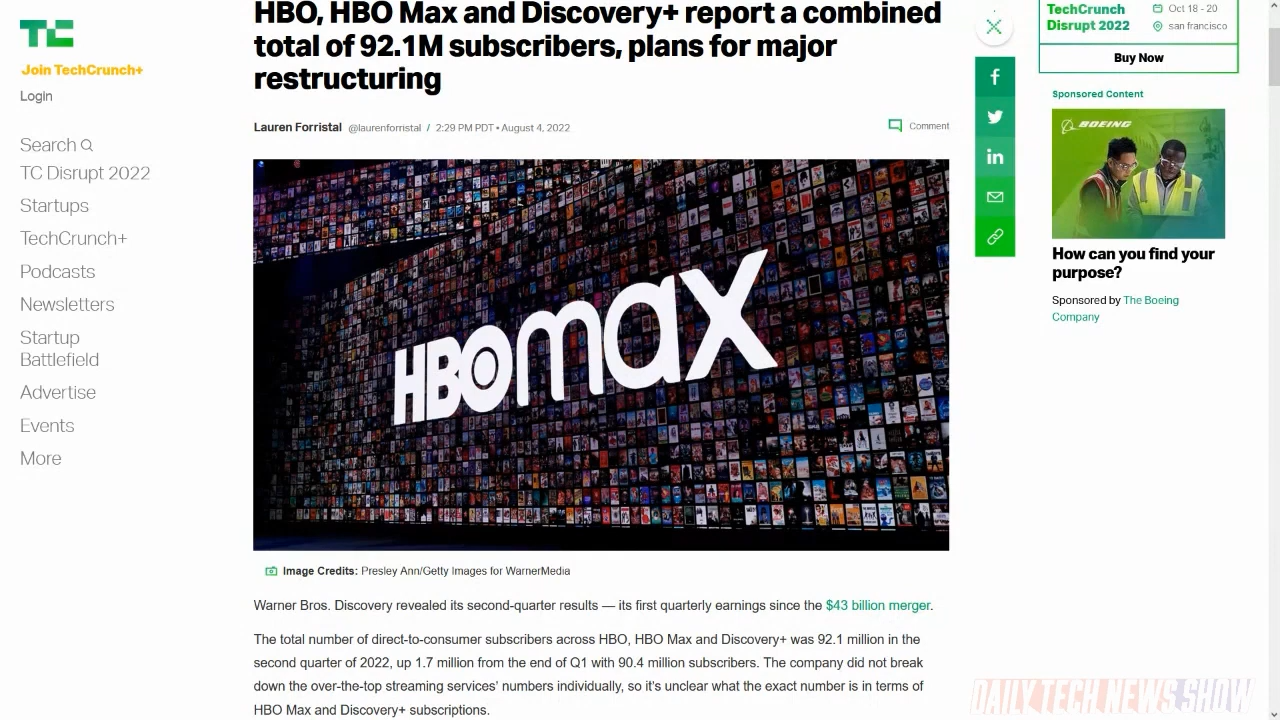 TC
Join TechCrunch+
Login
Search
TC Disrupt 2022
Startups
TechCrunch+
Podcasts
Newsletters
Startup
Battlefield
Advertise
Events
More
HBO, HBO Max and Discovery+ report a combined
total of 92.1M subscribers, plans for major
restructuring
Lauren Forristal @laurenforristal / 2:29 PM PDT • August 4, 2022
Comment
HBO max
Image Credits: Presley Ann/Getty Images for WarnerMedia
Warner Bros. Discovery revealed its second-quarter results — its first quarterly earnings since the $43 billion merger.
The total number of direct-to-consumer subscribers across HBO, HBO Max and Discovery+ was 92.1 million in the
second quarter of 2022, up 1.7 million from the end of Q1 with 90.4 million subscribers. The company did not break
down the over-the-top streaming services' numbers individually, so it's unclear what the exact number is in terms of
HBO Max and Discovery+ subscriptions.
TechCrunch
Disrupt 2022
Oct 18 - 20
san francisco
Buy Now
Sponsored Content
BOEING
How can you find your
purpose?
Sponsored by The Boeing
Company
DAILY TECH NEWS SHOW